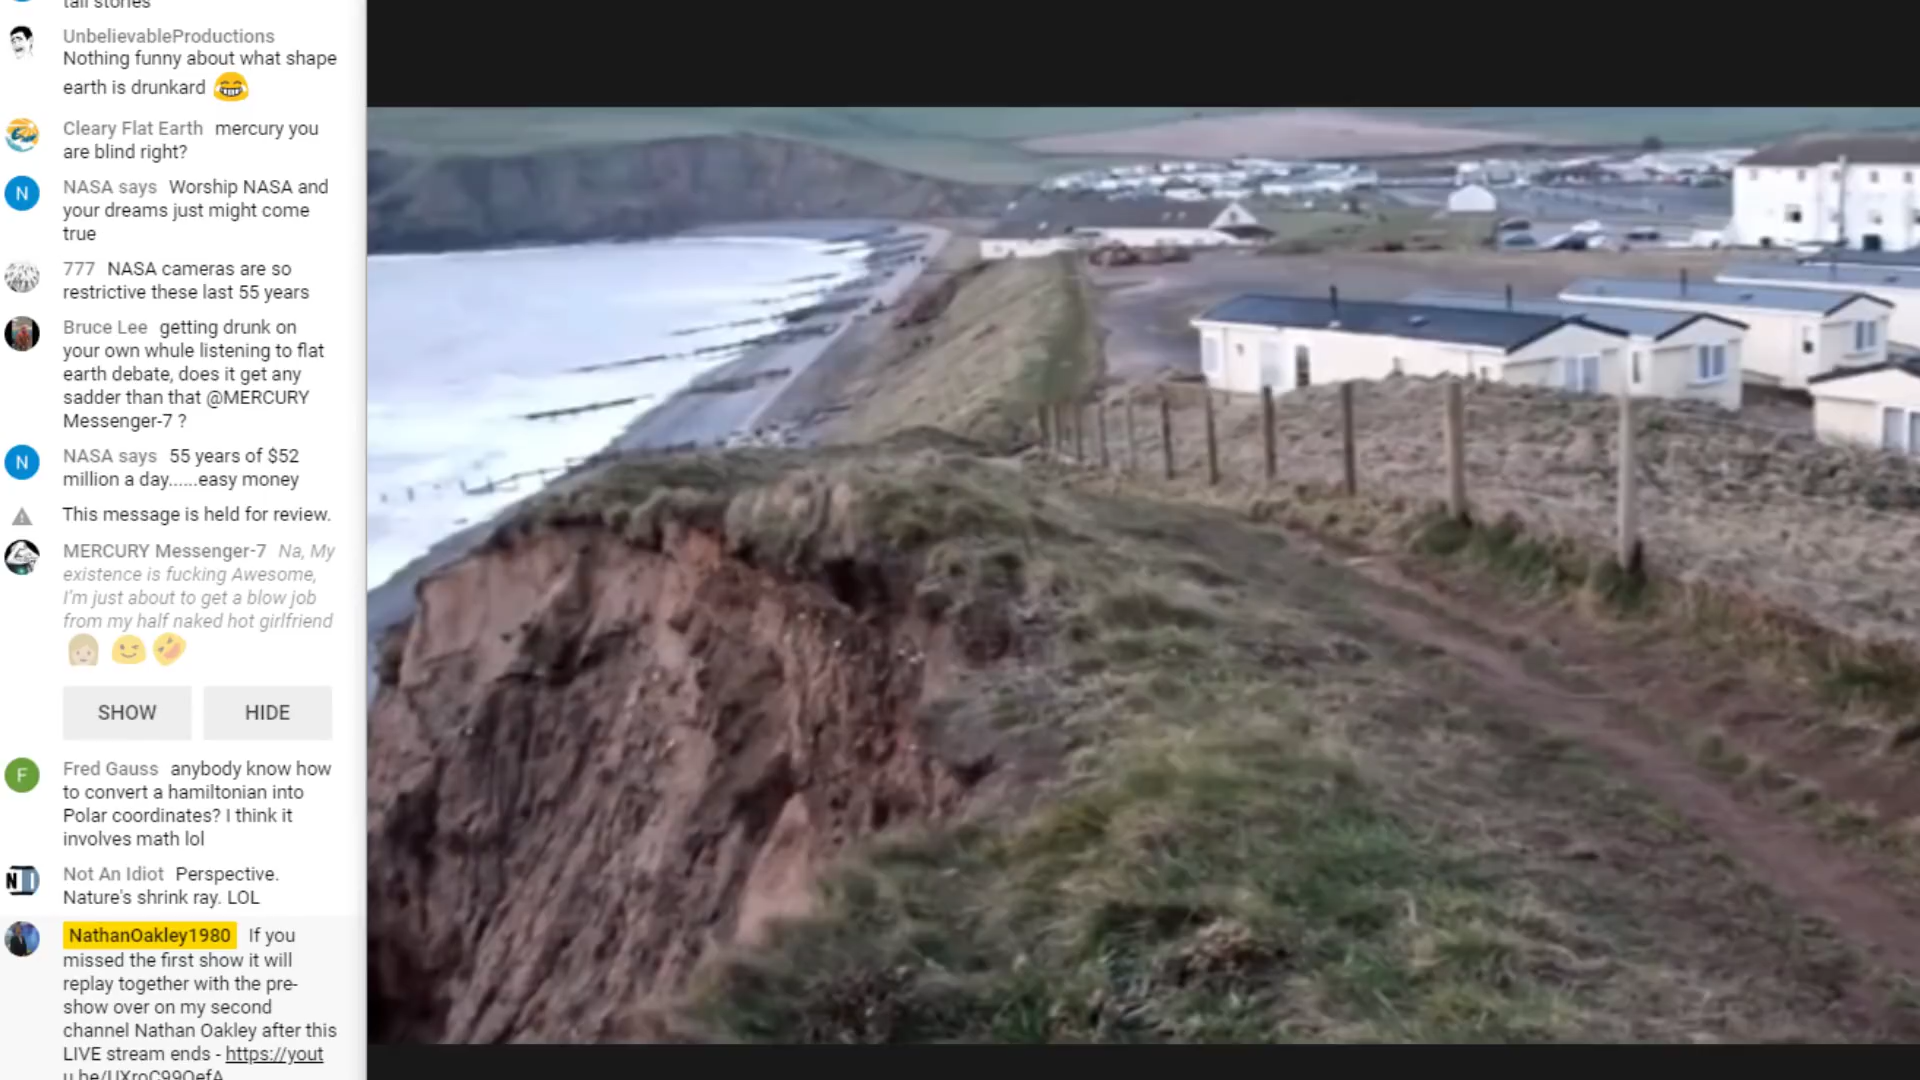 tall stories
UnbelievableProductions
Nothing funny about what shape
earth is drunkard 😂
Cleary Flat Earth mercury you
are blind right?
N
NASA says Worship NASA and
your dreams just might come
true
777 NASA cameras are so
restrictive these last 55 years
Bruce Lee getting drunk on
your own whule listening to flat
earth debate, does it get any
sadder than that @MERCURY
Messenger-7 ?
N
NASA says 55 years of $52
million a day......easy money
This message is held for review.
MERCURY Messenger-7 Na, My
existence is fucking Awesome,
I'm just about to get a blow job
from my half naked hot girlfriend
SHOW HIDE
F
Fred Gauss anybody know how
to convert a hamiltonian into
Polar coordinates? I think it
involves math lol
NTI
Not An Idiot Perspective.
Nature's shrink ray. LOL
NathanOakley1980 If you
missed the first show it will
replay together with the pre-
show over on my second
channel Nathan Oakley after this
LIVE stream ends - https://yout